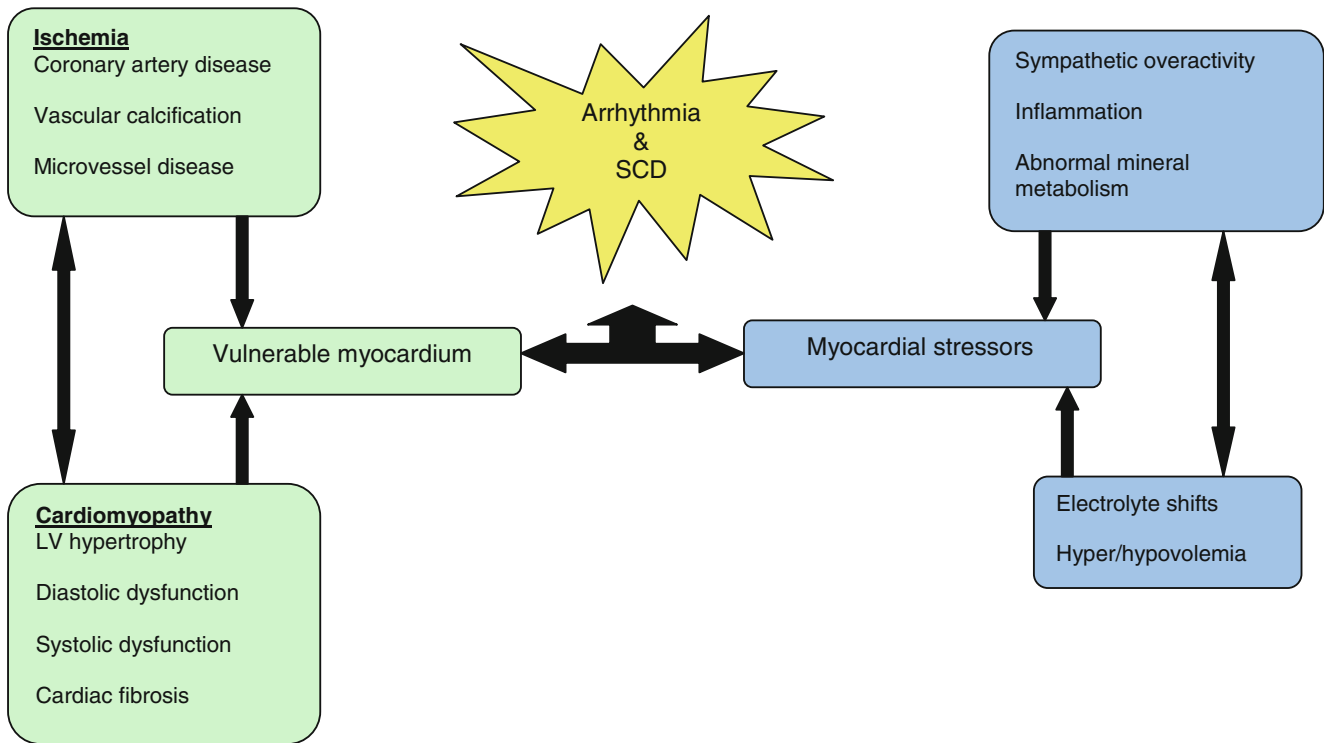 Ischemia
Coronary artery disease
Vascular calcification
Microvessel disease
Arrhythmia
&
SCD
Sympathetic overactivity
Inflammation
Abnormal mineral
metabolism
Vulnerable myocardium
Myocardial stressors
Cardiomyopathy
LV hypertrophy
Diastolic dysfunction
Systolic dysfunction
Cardiac fibrosis
Electrolyte shifts
Hyper/hypovolemia